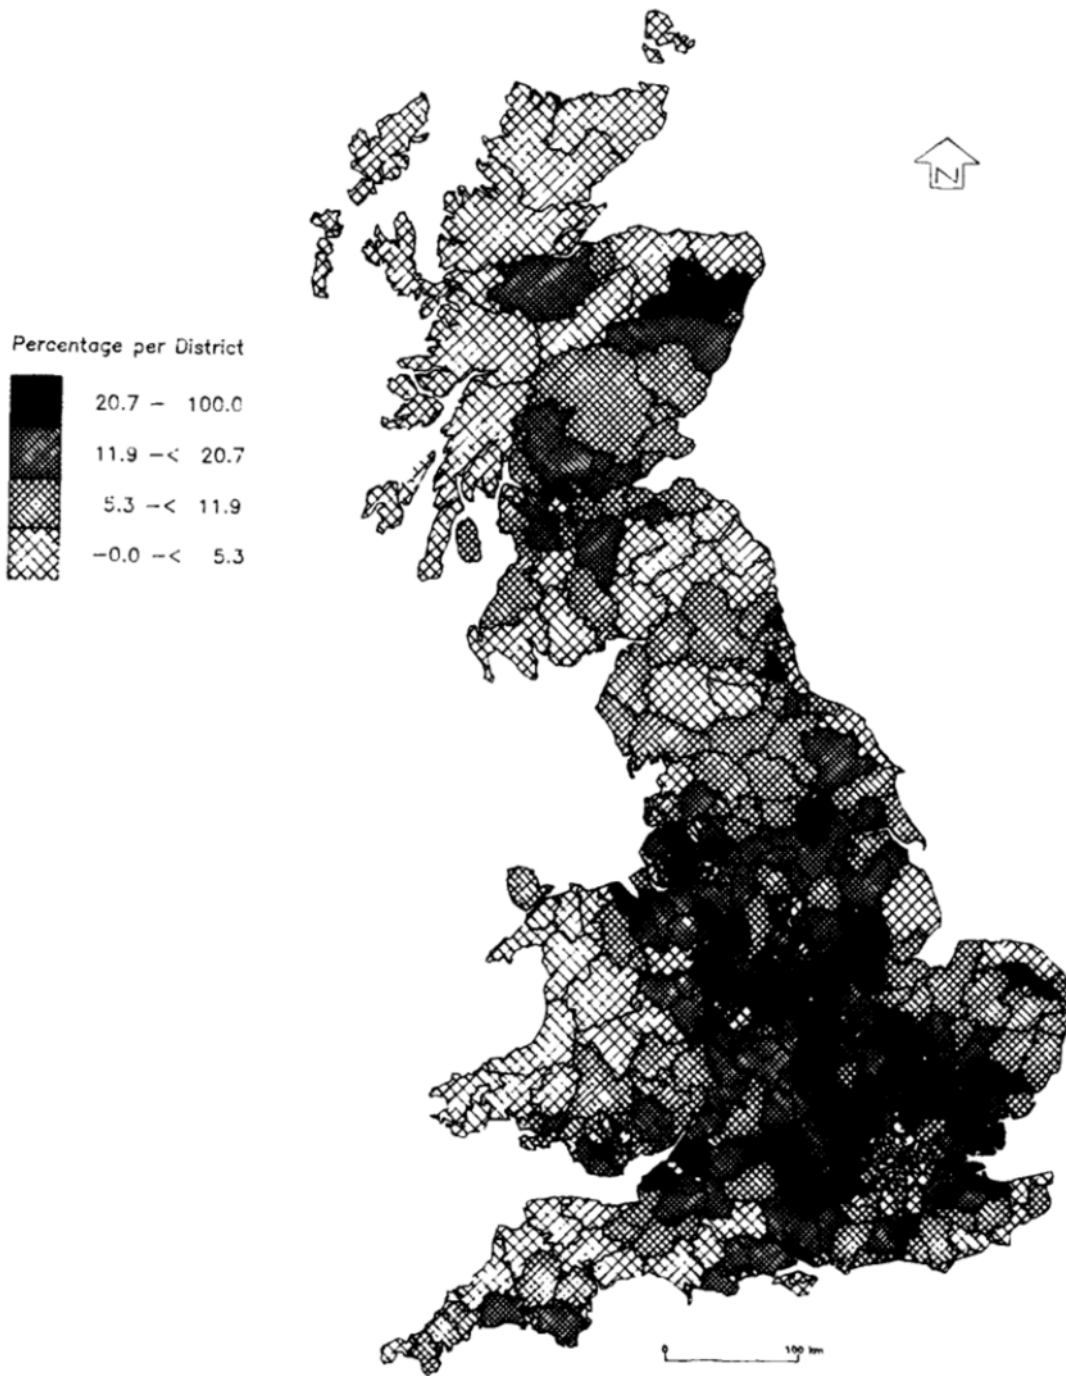 N
Percentage per District
20.7 – 100.0
11.9 –< 20.7
5.3 –< 11.9
–0.0 –< 5.3
0 100 km